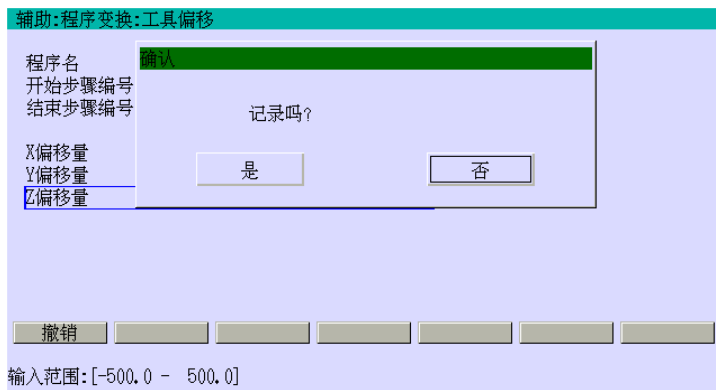 辅助:程序变换:工具偏移
确认
程序名
开始步骤编号
结束步骤编号
记录吗?
X偏移量
Y偏移量
Z偏移量
是
否
撤销
输入范围:[-500.0 - 500.0]